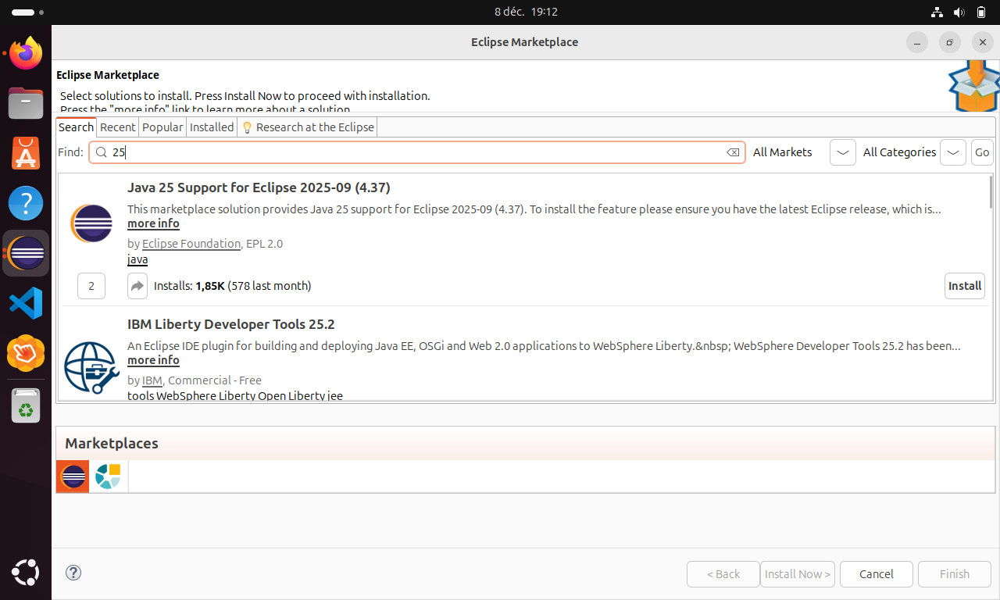 8 déc. 19:12
Eclipse Marketplace
Eclipse Marketplace
Select solutions to install. Press Install Now to proceed with installation.
Press the "more info" link to learn more about a solution.
Search Recent Popular Installed Research at the Eclipse
Find: 25 All Markets All Categories Go
Java 25 Support for Eclipse 2025-09 (4.37)
This marketplace solution provides Java 25 support for Eclipse 2025-09 (4.37). To install the feature please ensure you have the latest Eclipse release, which is...
more info
by Eclipse Foundation, EPL 2.0
java
2 Installs: 1,85K (578 last month) Install
IBM Liberty Developer Tools 25.2
An Eclipse IDE plugin for building and deploying Java EE, OSGi and Web 2.0 applications to WebSphere Liberty.&nbsp; WebSphere Developer Tools 25.2 has been...
more info
by IBM, Commercial - Free
tools WebSphere Liberty Open Liberty jee
Marketplaces
< Back Install Now > Cancel Finish